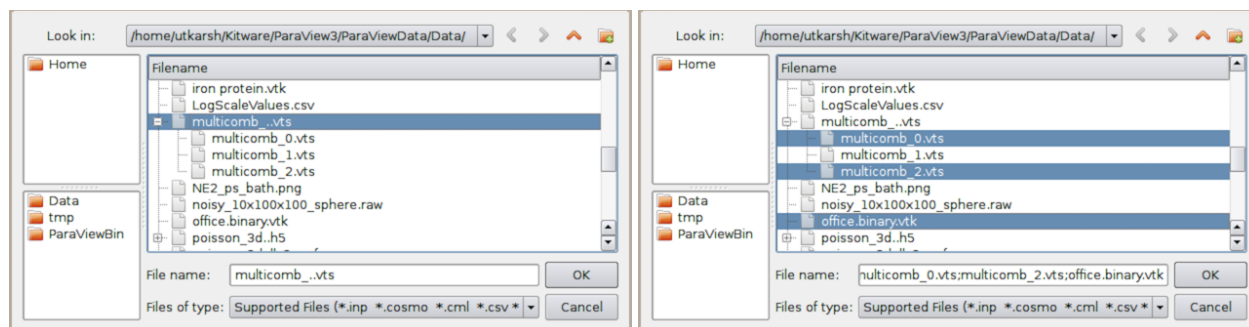 Look in: /home/utkarsh/Kitware/ParaView3/ParaViewData/Data/
Home
Filename
iron protein.vtk
LogScaleValues.csv
multicomb_..vts
multicomb_0.vts
multicomb_1.vts
multicomb_2.vts
NE2_ps_bath.png
noisy_10x100x100_sphere.raw
office.binary.vtk
poisson_3d..h5
Data
tmp
ParaViewBin
File name: multicomb_..vts OK
Files of type: Supported Files (*.inp *.cosmo *.cml *.csv * Cancel
Look in: /home/utkarsh/Kitware/ParaView3/ParaViewData/Data/
Home
Filename
iron protein.vtk
LogScaleValues.csv
multicomb_..vts
multicomb_0.vts
multicomb_1.vts
multicomb_2.vts
NE2_ps_bath.png
noisy_10x100x100_sphere.raw
office.binary.vtk
poisson_3d..h5
Data
tmp
ParaViewBin
File name: nulticomb_0.vts;multicomb_2.vts;office.binary.vtk OK
Files of type: Supported Files (*.inp *.cosmo *.cml *.csv * Cancel